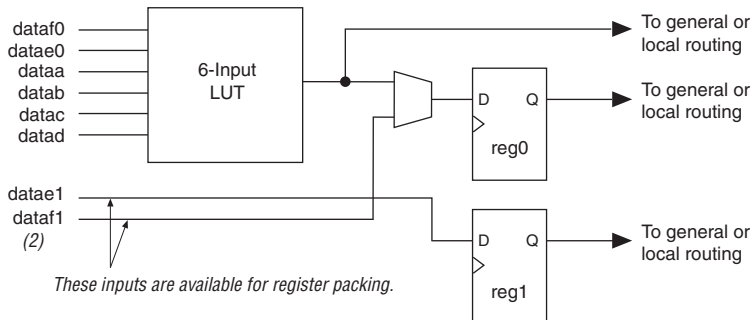 dataf0
datae0
dataa
datab
datac
datad
6-Input
LUT
To general or
local routing
D Q
reg0
To general or
local routing
datae1
dataf1
(2)
These inputs are available for register packing.
D Q
reg1
To general or
local routing